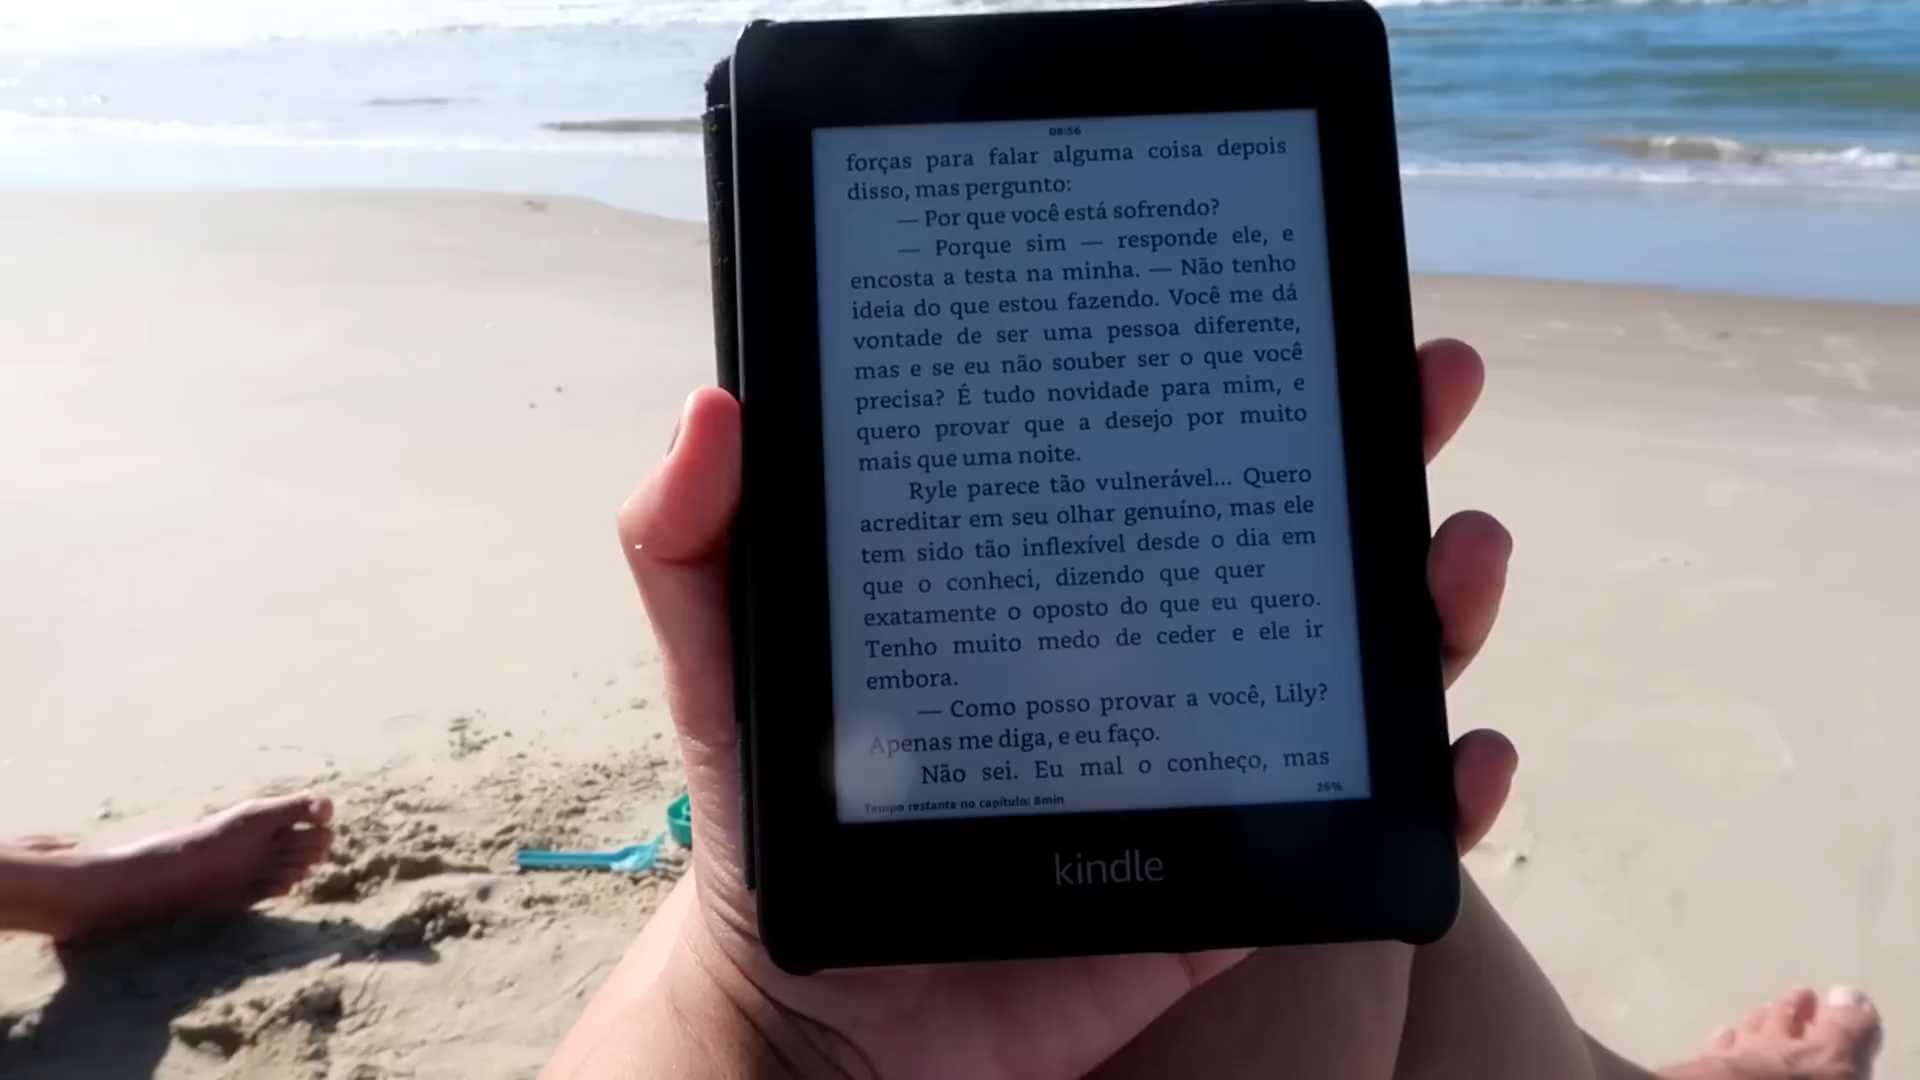 08:56
forças para falar alguma coisa depois
disso, mas pergunto:
— Por que você está sofrendo?
— Porque sim — responde ele, e
encosta a testa na minha. — Não tenho
ideia do que estou fazendo. Você me dá
vontade de ser uma pessoa diferente,
mas e se eu não souber ser o que você
precisa? É tudo novidade para mim, e
quero provar que a desejo por muito
mais que uma noite.
Ryle parece tão vulnerável... Quero
acreditar em seu olhar genuíno, mas ele
tem sido tão inflexível desde o dia em
que o conheci, dizendo que quer
exatamente o oposto do que eu quero.
Tenho muito medo de ceder e ele ir
embora.
— Como posso provar a você, Lily?
Apenas me diga, e eu faço.
Não sei. Eu mal o conheço, mas
Tempo restante no capítulo: 8min 26%
kindle